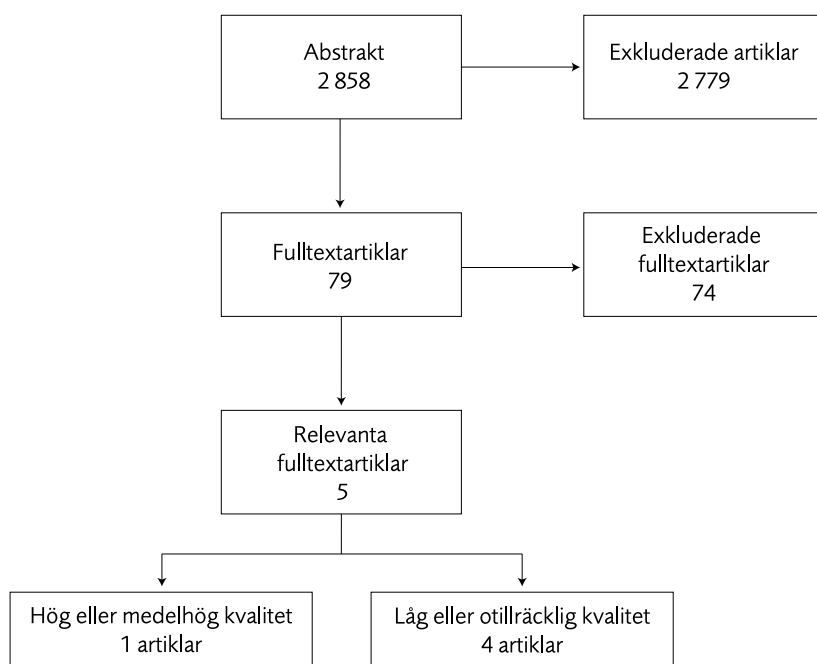 Abstrakt
2 858
Exkluderade artiklar
2 779
Fulltextartiklar
79
Exkluderade
fulltextartiklar
74
Relevanta
fulltextartiklar
5
Hög eller medelhög kvalitet
1 artiklar
Låg eller otillräcklig kvalitet
4 artiklar